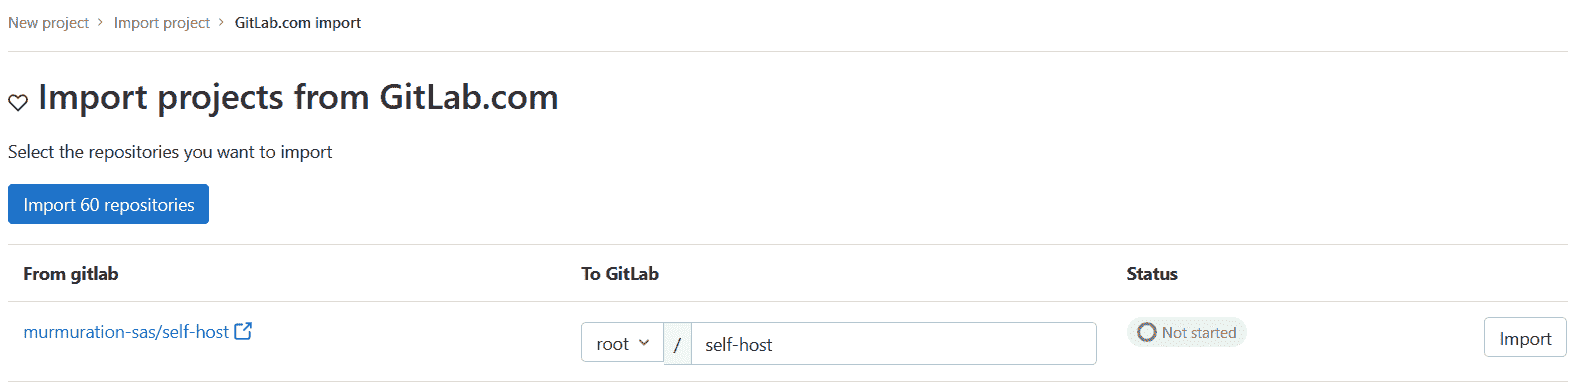 New project > Import project > GitLab.com import
Import projects from GitLab.com
Select the repositories you want to import
Import 60 repositories
From gitlab To GitLab Status
murmuration-sas/self-host root / self-host Not started Import